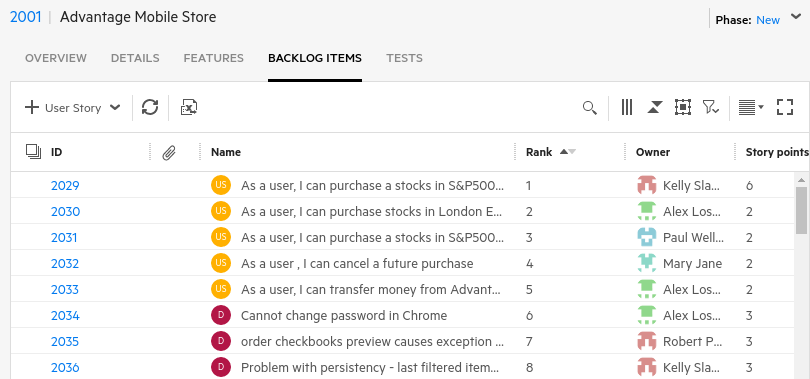 2001 | Advantage Mobile Store
Phase: New
OVERVIEW DETAILS FEATURES BACKLOG ITEMS TESTS
User Story
ID Name Rank Owner Story points
2029 US As a user, I can purchase a stocks in S&P500... 1 Kelly Sla... 6
2030 US As a user, I can purchase stocks in London E... 2 Alex Los... 2
2031 US As a user, I can purchase a stocks in S&P500... 3 Paul Well... 2
2032 US As a user , I can cancel a future purchase 4 Mary Jane 2
2033 US As a user, I can transfer money from Advant... 5 Alex Los... 2
2034 D Cannot change password in Chrome 6 Alex Los... 3
2035 D order checkbooks preview causes exception ... 7 Robert P... 3
2036 D Problem with persistency - last filtered item... 8 Kelly Sla... 3